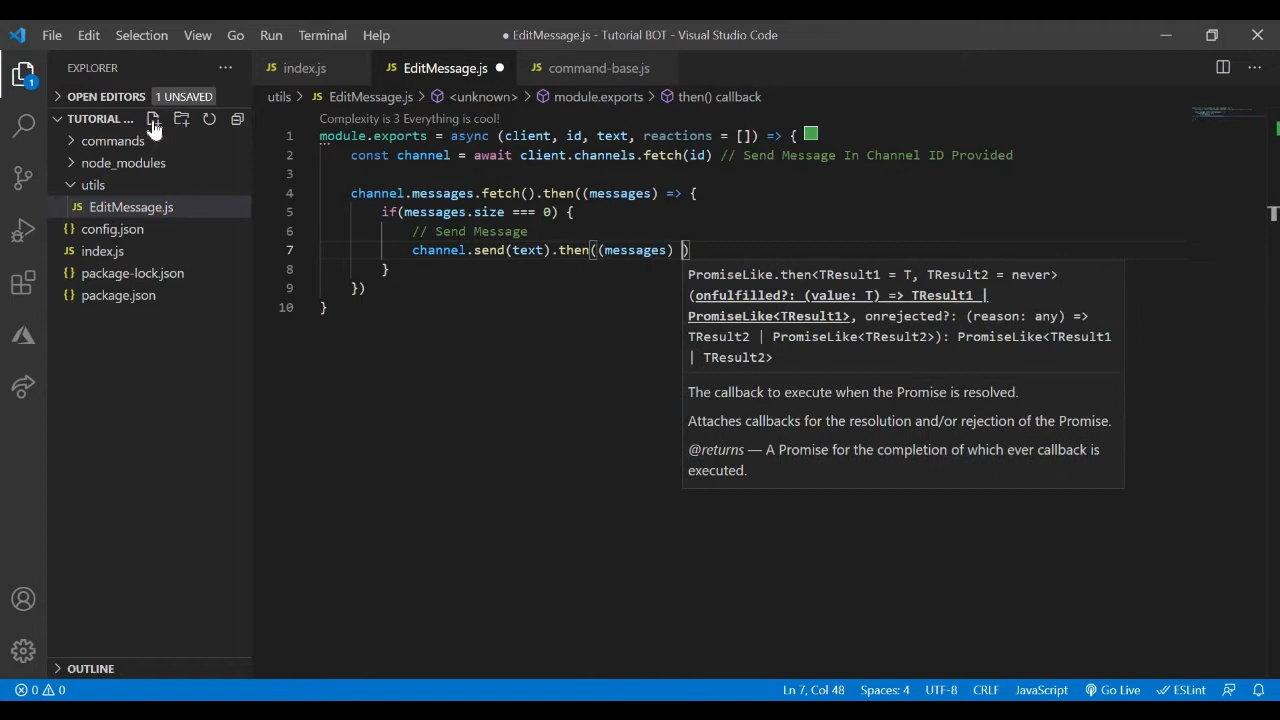 File Edit Selection View Go Run Terminal Help
● EditMessage.js - Tutorial BOT - Visual Studio Code
EXPLORER
OPEN EDITORS 1 UNSAVED
TUTORIAL ...
commands
node_modules
utils
JS EditMessage.js
{} config.json
JS index.js
{} package-lock.json
{} package.json
OUTLINE
1
JS index.js
JS EditMessage.js ●
JS command-base.js
utils > JS EditMessage.js > <unknown> > module.exports > then() callback
Complexity is 3 Everything is cool!
1 module.exports = async (client, id, text, reactions = []) => {
2 const channel = await client.channels.fetch(id) // Send Message In Channel ID Provided
3
4 channel.messages.fetch().then((messages) => {
5 if(messages.size === 0) {
6 // Send Message
7 channel.send(text).then((messages) )
8 }
9 })
10 }
PromiseLike.then<TResult1 = T, TResult2 = never>
(onfulfilled?: (value: T) => TResult1 |
PromiseLike<TResult1>, onrejected?: (reason: any) =>
TResult2 | PromiseLike<TResult2>): PromiseLike<TResult1
| TResult2>
The callback to execute when the Promise is resolved.
Attaches callbacks for the resolution and/or rejection of the Promise.
@returns — A Promise for the completion of which ever callback is
executed.
0 0
Ln 7, Col 48 Spaces: 4 UTF-8 CRLF JavaScript Go Live ESLint